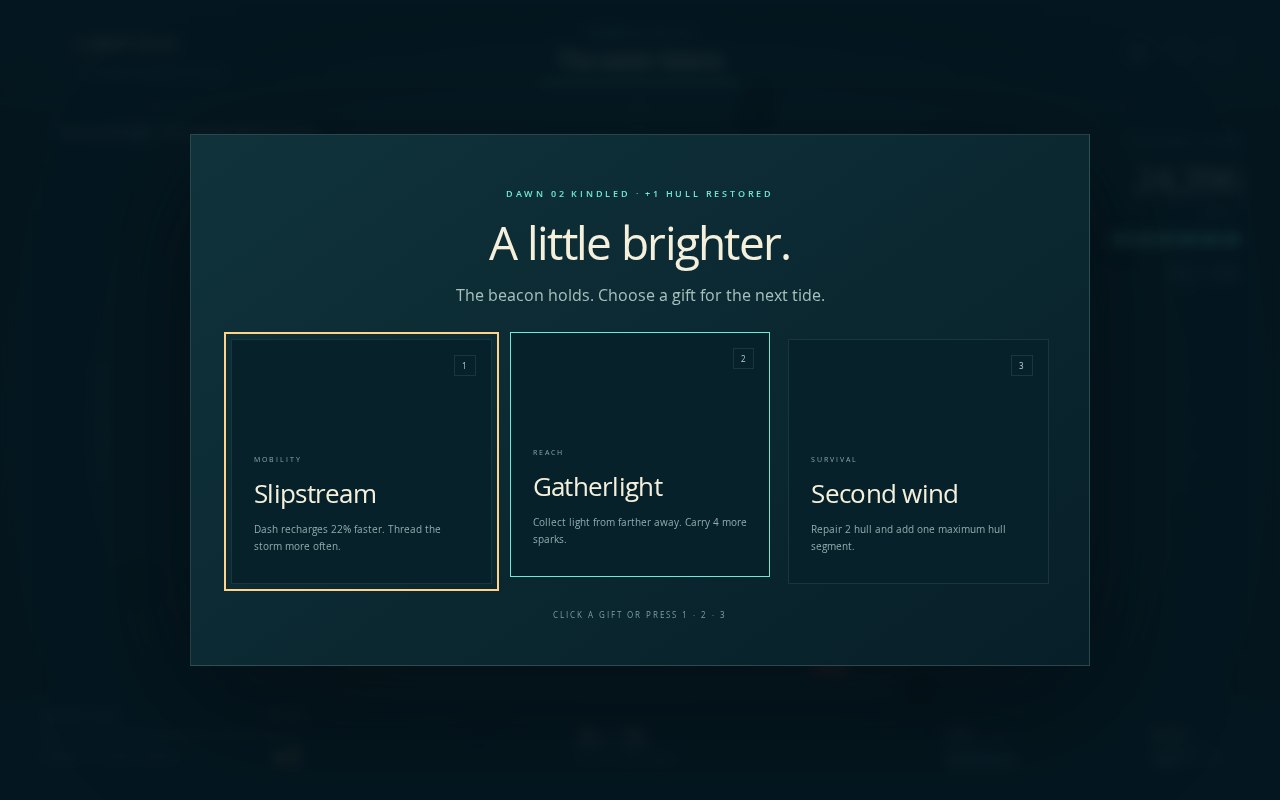 DAWN 02 KINDLED · +1 HULL RESTORED
A little brighter.
The beacon holds. Choose a gift for the next tide.
1
MOBILITY
Slipstream
Dash recharges 22% faster. Thread the
storm more often.
2
REACH
Gatherlight
Collect light from farther away. Carry 4 more
sparks.
3
SURVIVAL
Second wind
Repair 2 hull and add one maximum hull
segment.
CLICK A GIFT OR PRESS 1 · 2 · 3